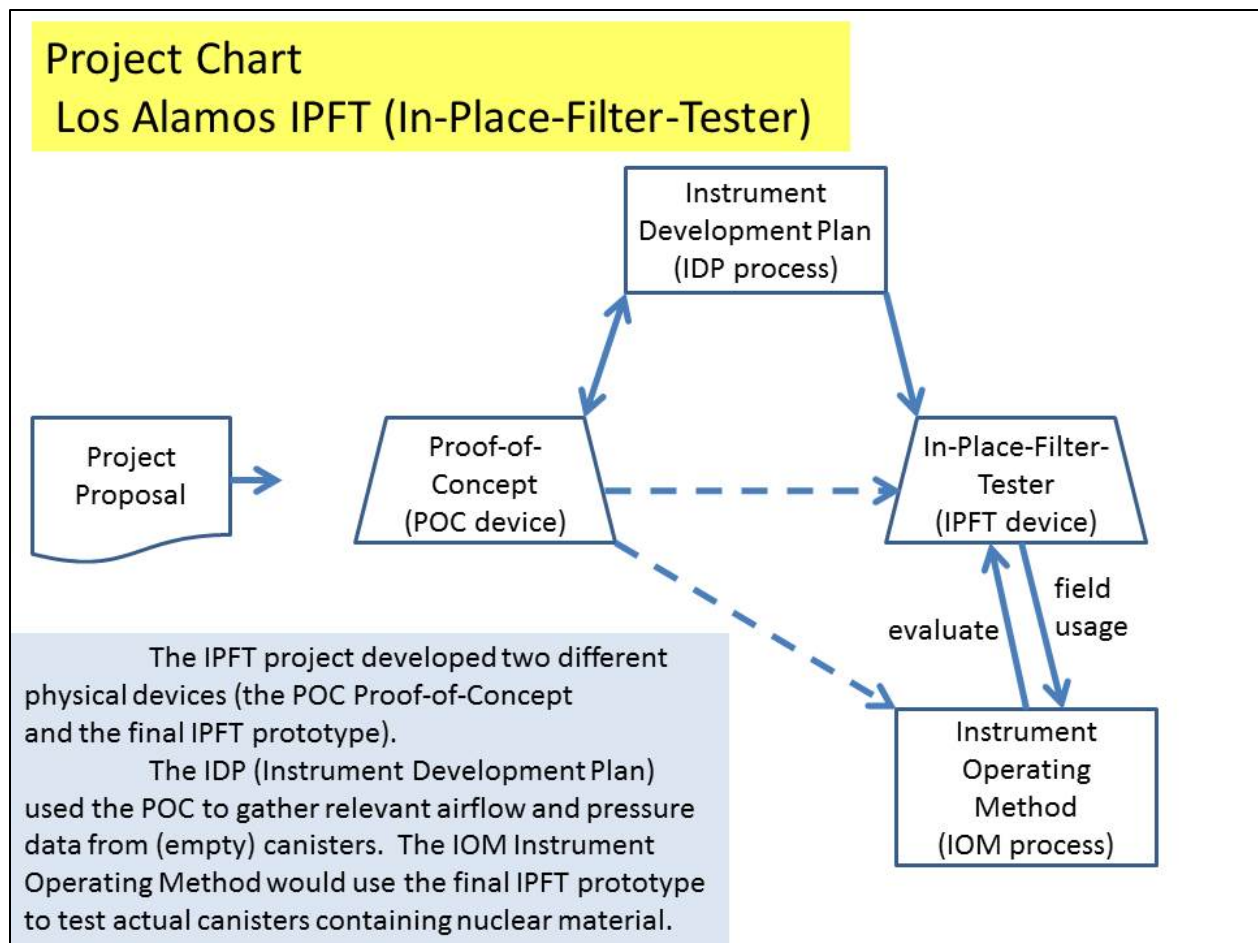 Project Chart
Los Alamos IPFT (In-Place-Filter-Tester)
Instrument
Development Plan
(IDP process)
Project
Proposal
Proof-of-
Concept
(POC device)
In-Place-Filter-
Tester
(IPFT device)
evaluate
field
usage
Instrument
Operating
Method
(IOM process)
The IPFT project developed two different
physical devices (the POC Proof-of-Concept
and the final IPFT prototype).
The IDP (Instrument Development Plan)
used the POC to gather relevant airflow and pressure
data from (empty) canisters.  The IOM Instrument
Operating Method would use the final IPFT prototype
to test actual canisters containing nuclear material.